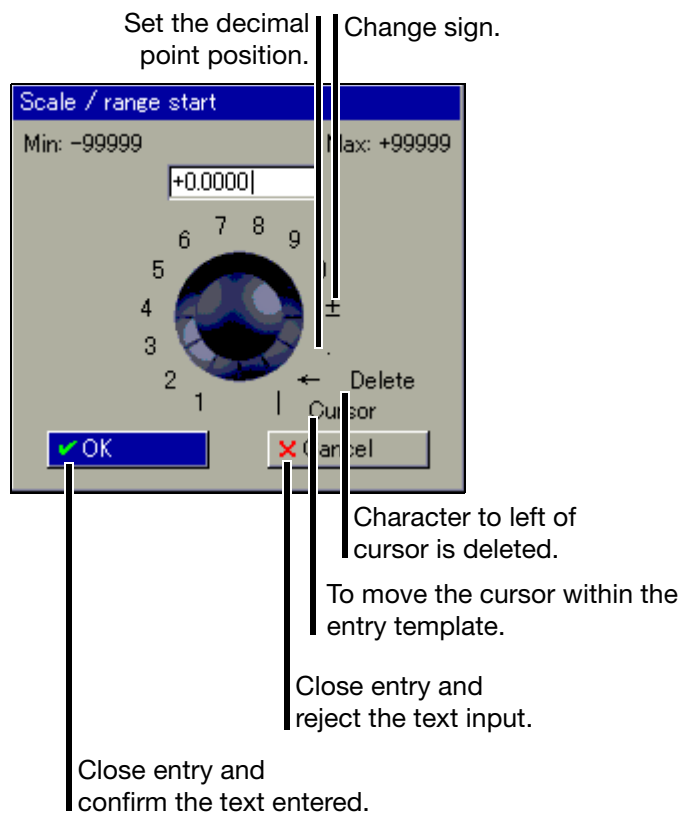 Set the decimal
point position.
Change sign.
Scale / range start
Min: -99999
Max: +99999
+0.0000
7 8
6 9
5
4 ±
3 .
2 ← Delete
1 | Cursor
OK
Cancel
Character to left of
cursor is deleted.
To move the cursor within the
entry template.
Close entry and
reject the text input.
Close entry and
confirm the text entered.